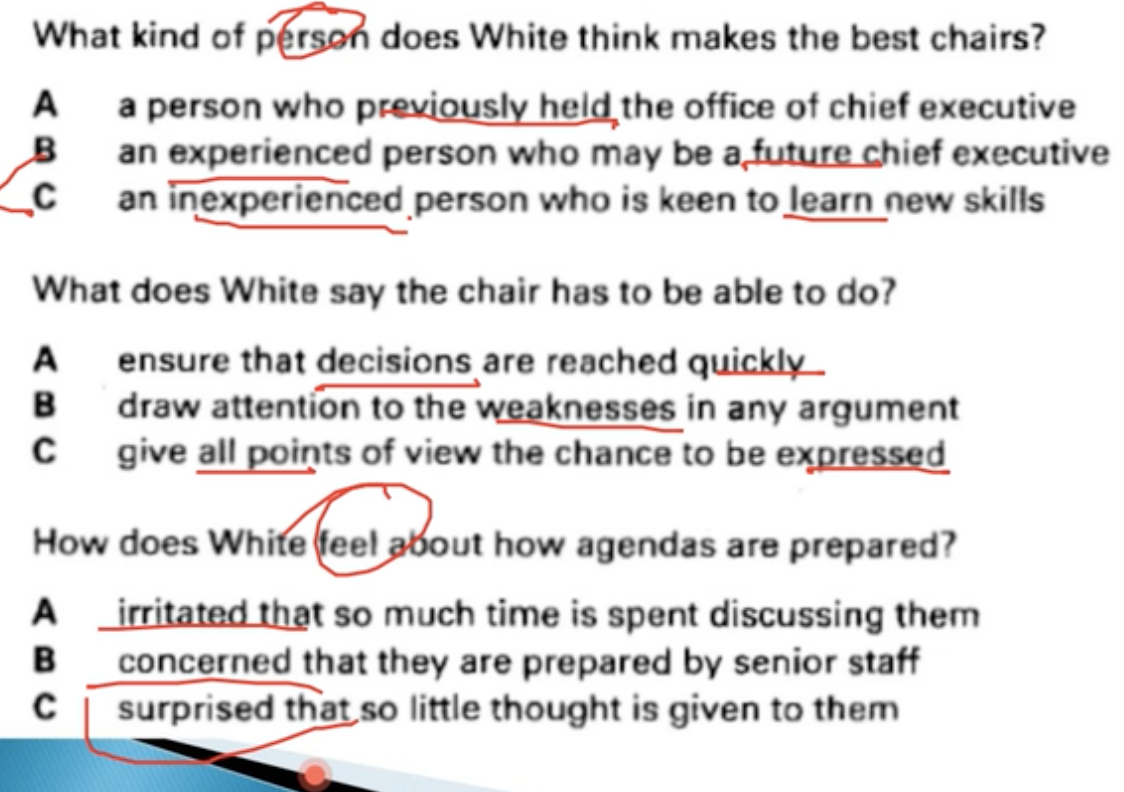 What kind of person does White think makes the best chairs?
A a person who previously held the office of chief executive
B an experienced person who may be a future chief executive
C an inexperienced person who is keen to learn new skills
What does White say the chair has to be able to do?
A ensure that decisions are reached quickly
B draw attention to the weaknesses in any argument
C give all points of view the chance to be expressed
How does White feel about how agendas are prepared?
A irritated that so much time is spent discussing them
B concerned that they are prepared by senior staff
C surprised that so little thought is given to them